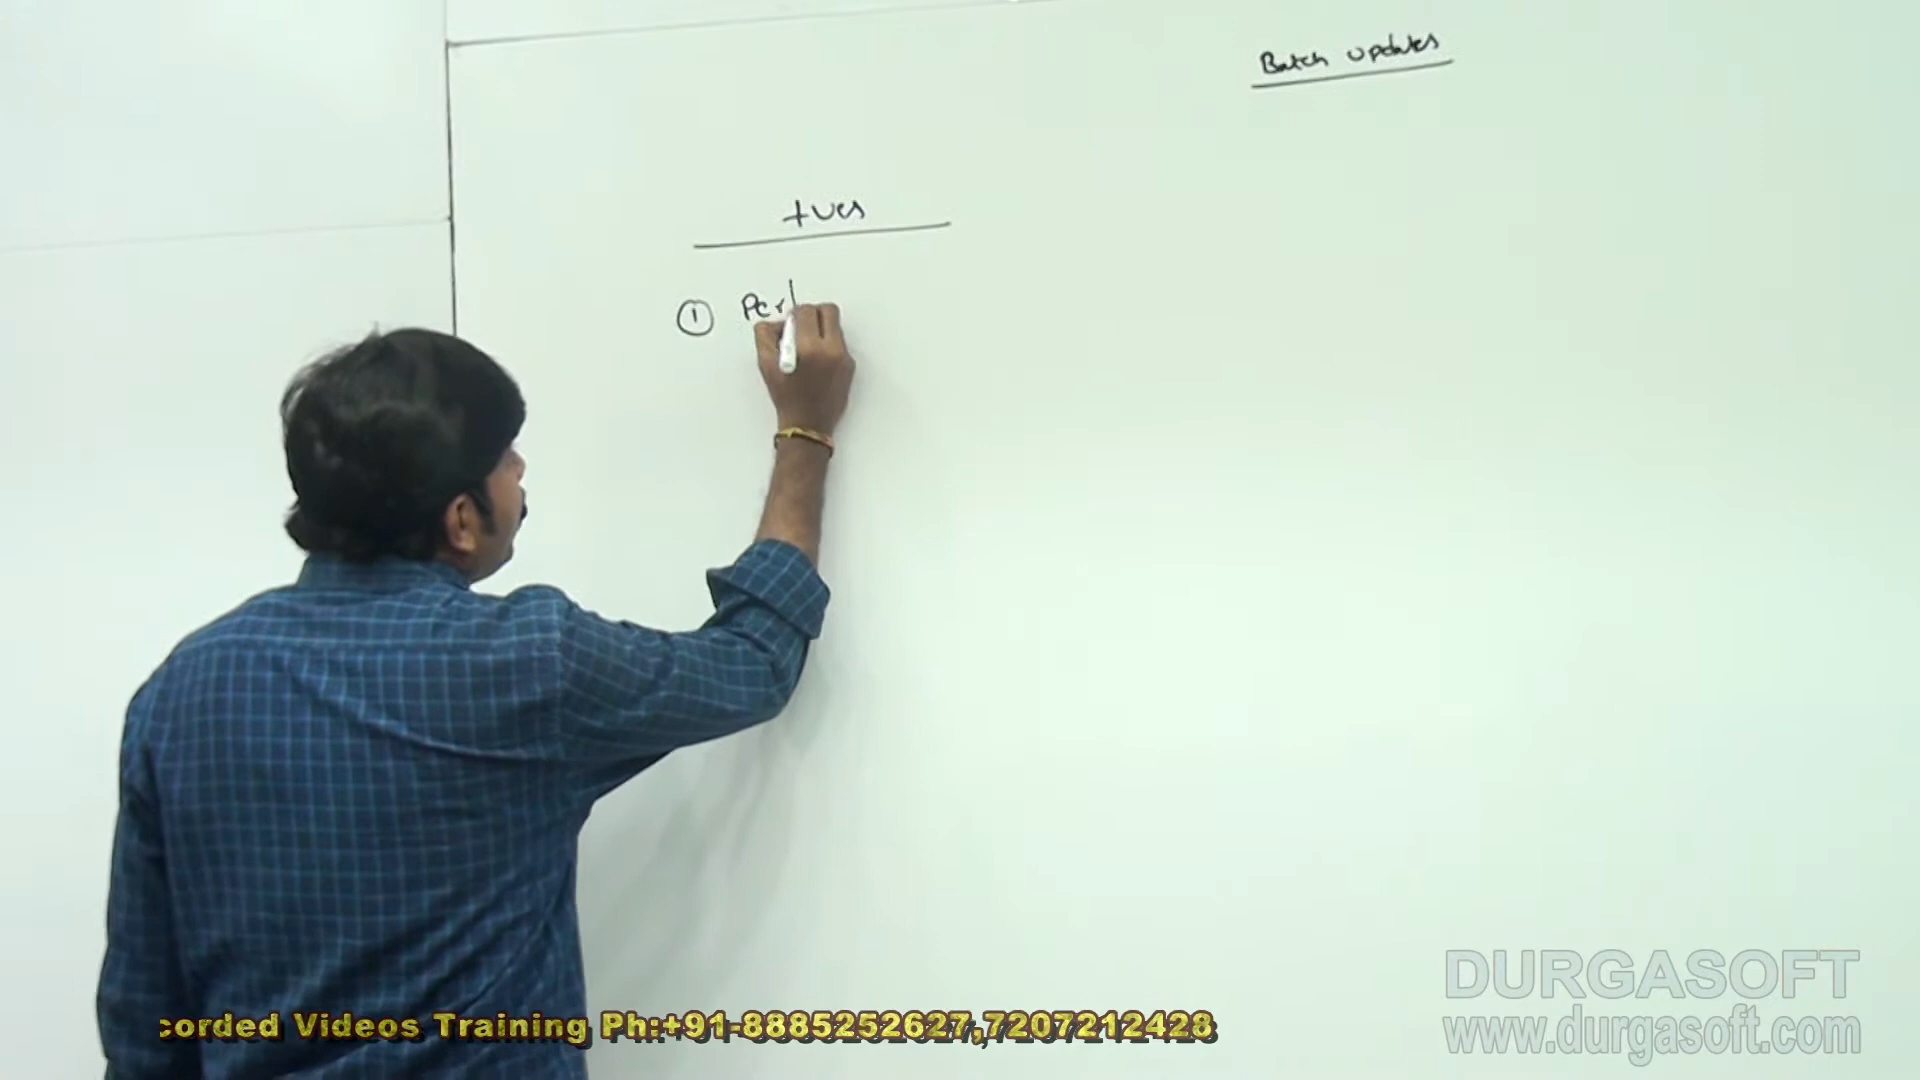 Batch updates
+ves
① Per
corded Videos Training Ph:+91-8885252627,7207212428
DURGASOFT
www.durgasoft.com